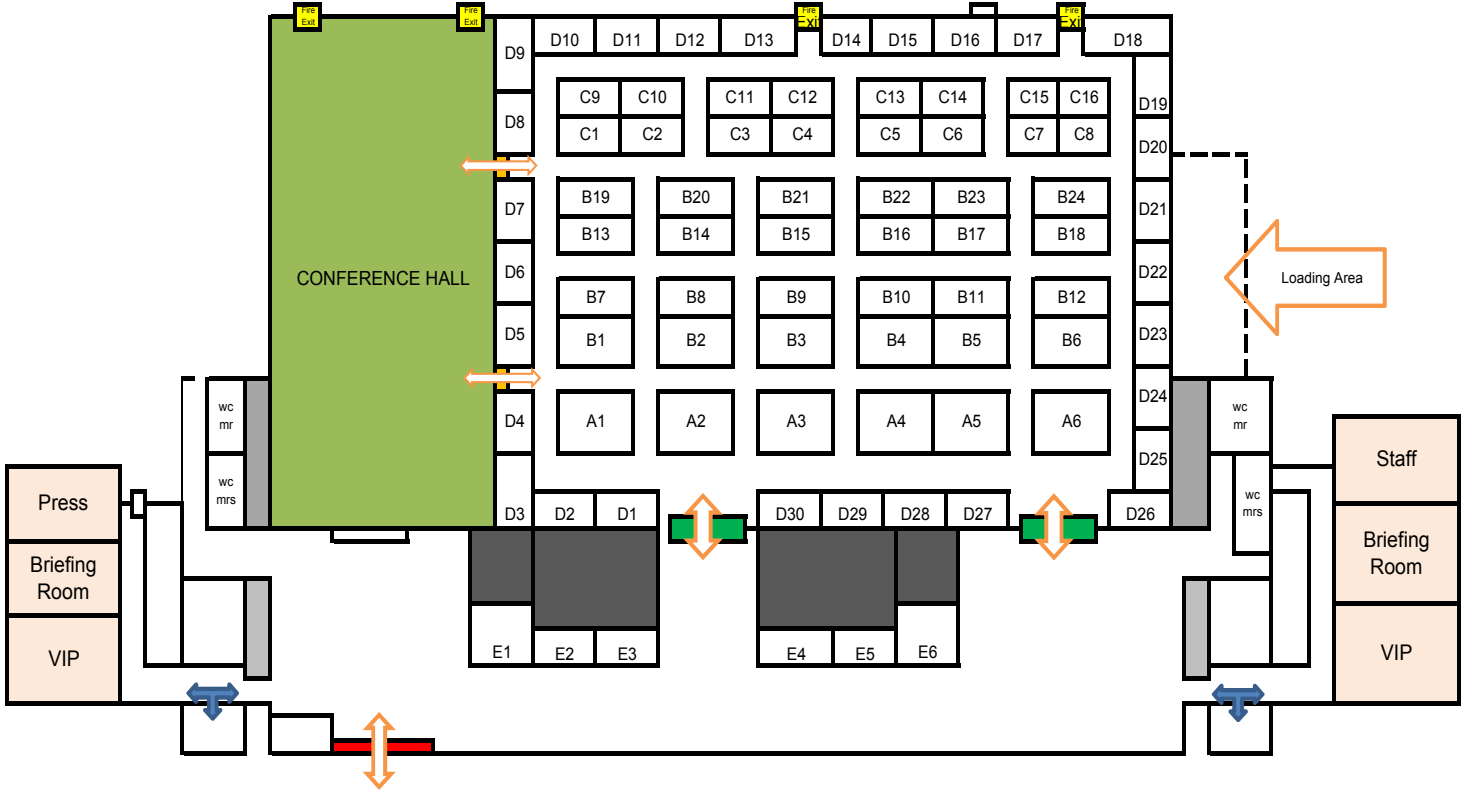 Fire
Exit
Fire
Exit
Fire
Exit
Fire
Exit
D9
D10
D11
D12
D13
D14
D15
D16
D17
D18
C9
C10
C11
C12
C13
C14
C15
C16
D19
D8
C1
C2
C3
C4
C5
C6
C7
C8
D20
D7
B19
B20
B21
B22
B23
B24
D21
B13
B14
B15
B16
B17
B18
CONFERENCE HALL
D6
D22
Loading Area
B7
B8
B9
B10
B11
B12
D5
B1
B2
B3
B4
B5
B6
D23
D24
wc
mr
D4
A1
A2
A3
A4
A5
A6
wc
mr
D25
Staff
wc
mrs
wc
mrs
Press
D3
D2
D1
D30
D29
D28
D27
D26
Briefing
Room
Briefing
Room
VIP
E1
E2
E3
E4
E5
E6
VIP